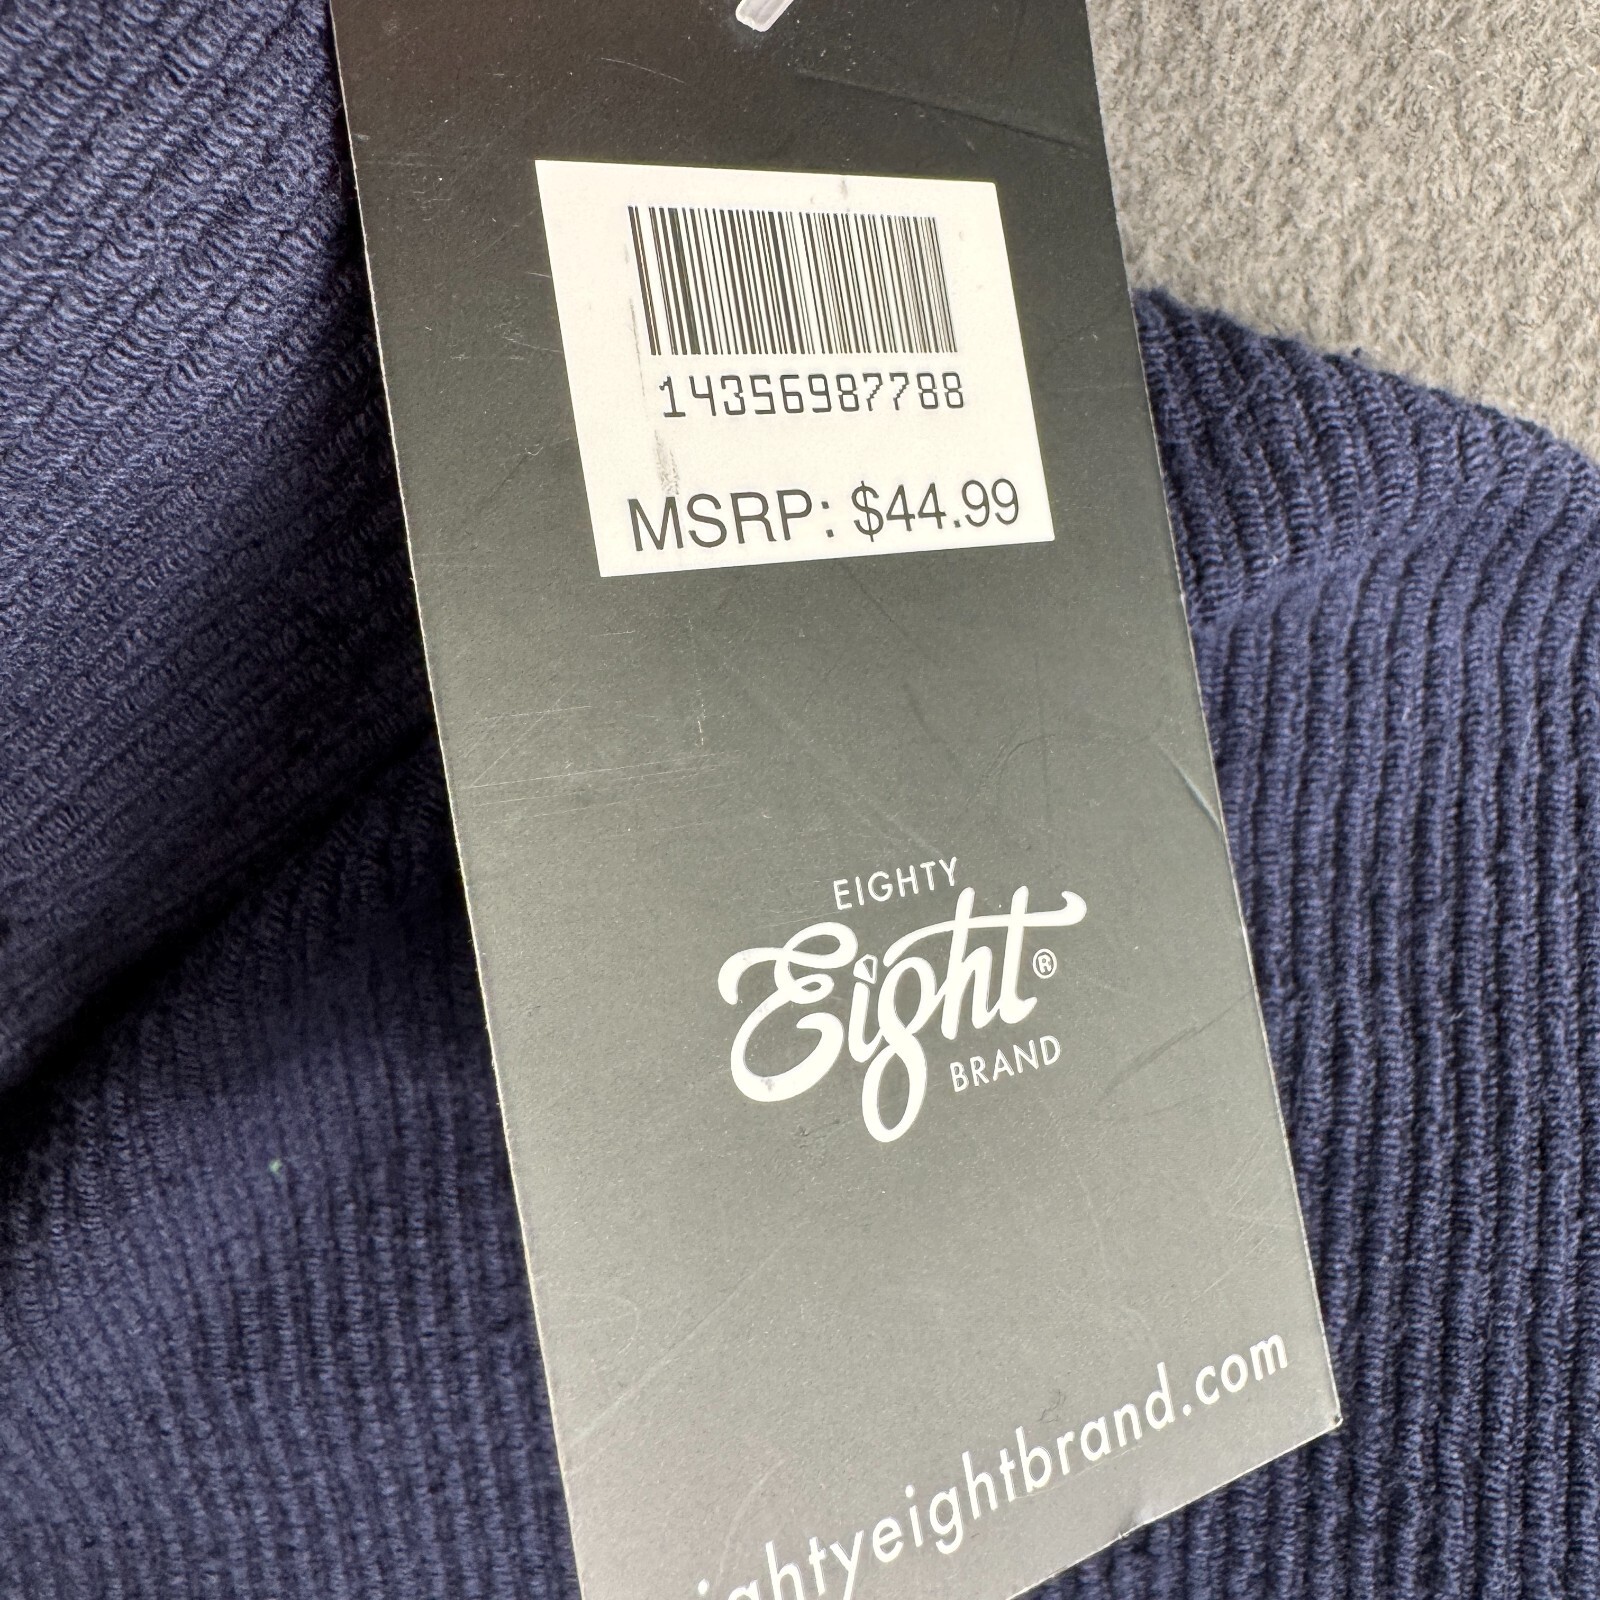 14356987788
MSRP: $44.99
EIGHTY
Eight®
BRAND
ightyeightbrand.com